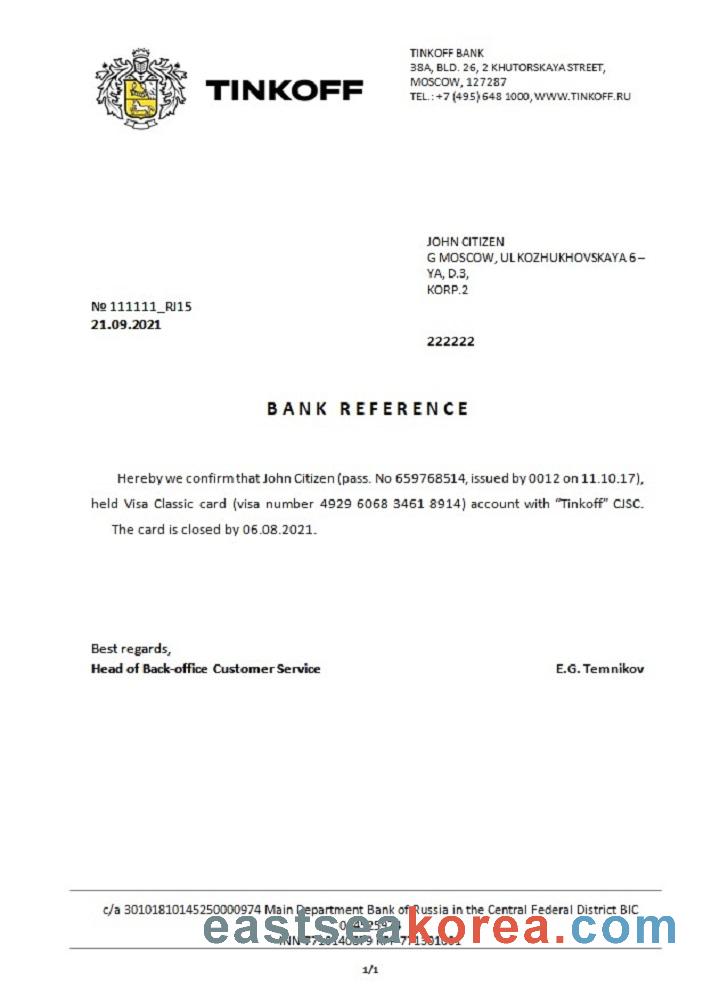 TINKOFF
TINKOFF BANK
38A, BLD. 26, 2 KHUTORSKAYA STREET,
MOSCOW, 127287
TEL.: +7 (495) 648 1000, WWW.TINKOFF.RU
JOHN CITIZEN
G MOSCOW, UL KOZHUKHOVSKAYA 6 –
YA, D.3,
KORP.2
№ 111111_RJ15
21.09.2021
222222
BANK REFERENCE
Hereby we confirm that John Citizen (pass. No 659768514, issued by 0012 on 11.10.17),
held Visa Classic card (visa number 4929 6068 3461 8914) account with "Tinkoff" CJSC.
The card is closed by 06.08.2021.
Best regards,
Head of Back-office Customer Service E.G. Temnikov
c/a 30101810145250000974 Main Department Bank of Russia in the Central Federal District BIC
eastseakorea.com
INN KPP
1/1